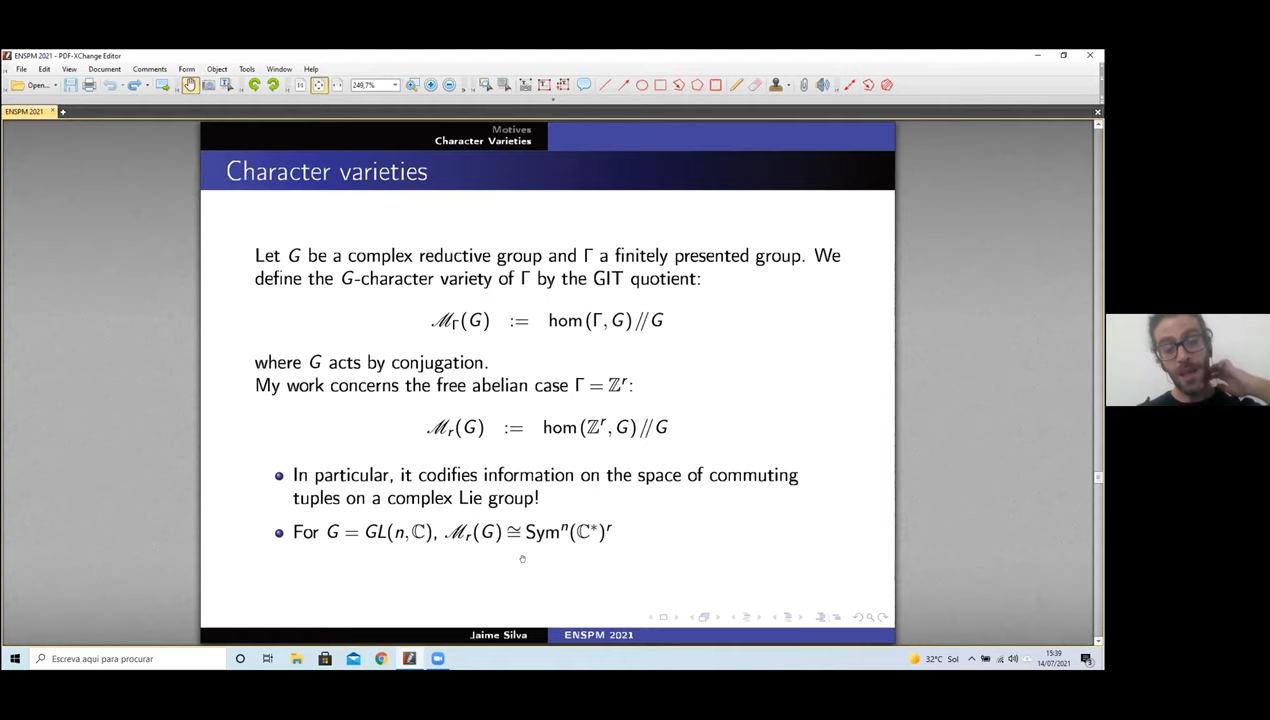 ENSPM 2021 - PDF-XChange Editor
File Edit View Document Comments Form Object Tools Window Help
Open... 249,7%
ENSPM 2021
Motives
Character Varieties
Character varieties
Let G be a complex reductive group and Γ a finitely presented group. We
define the G-character variety of Γ by the GIT quotient:
ℳ_Γ(G) := hom(Γ, G)//G
where G acts by conjugation.
My work concerns the free abelian case Γ = ℤ^r:
ℳ_r(G) := hom(ℤ^r, G)//G
In particular, it codifies information on the space of commuting
tuples on a complex Lie group!
For G = GL(n, ℂ), ℳ_r(G) ≅ Sym^n(ℂ*)^r
Jaime Silva ENSPM 2021
Escreva aqui para procurar
32°C Sol
15:39
14/07/2021